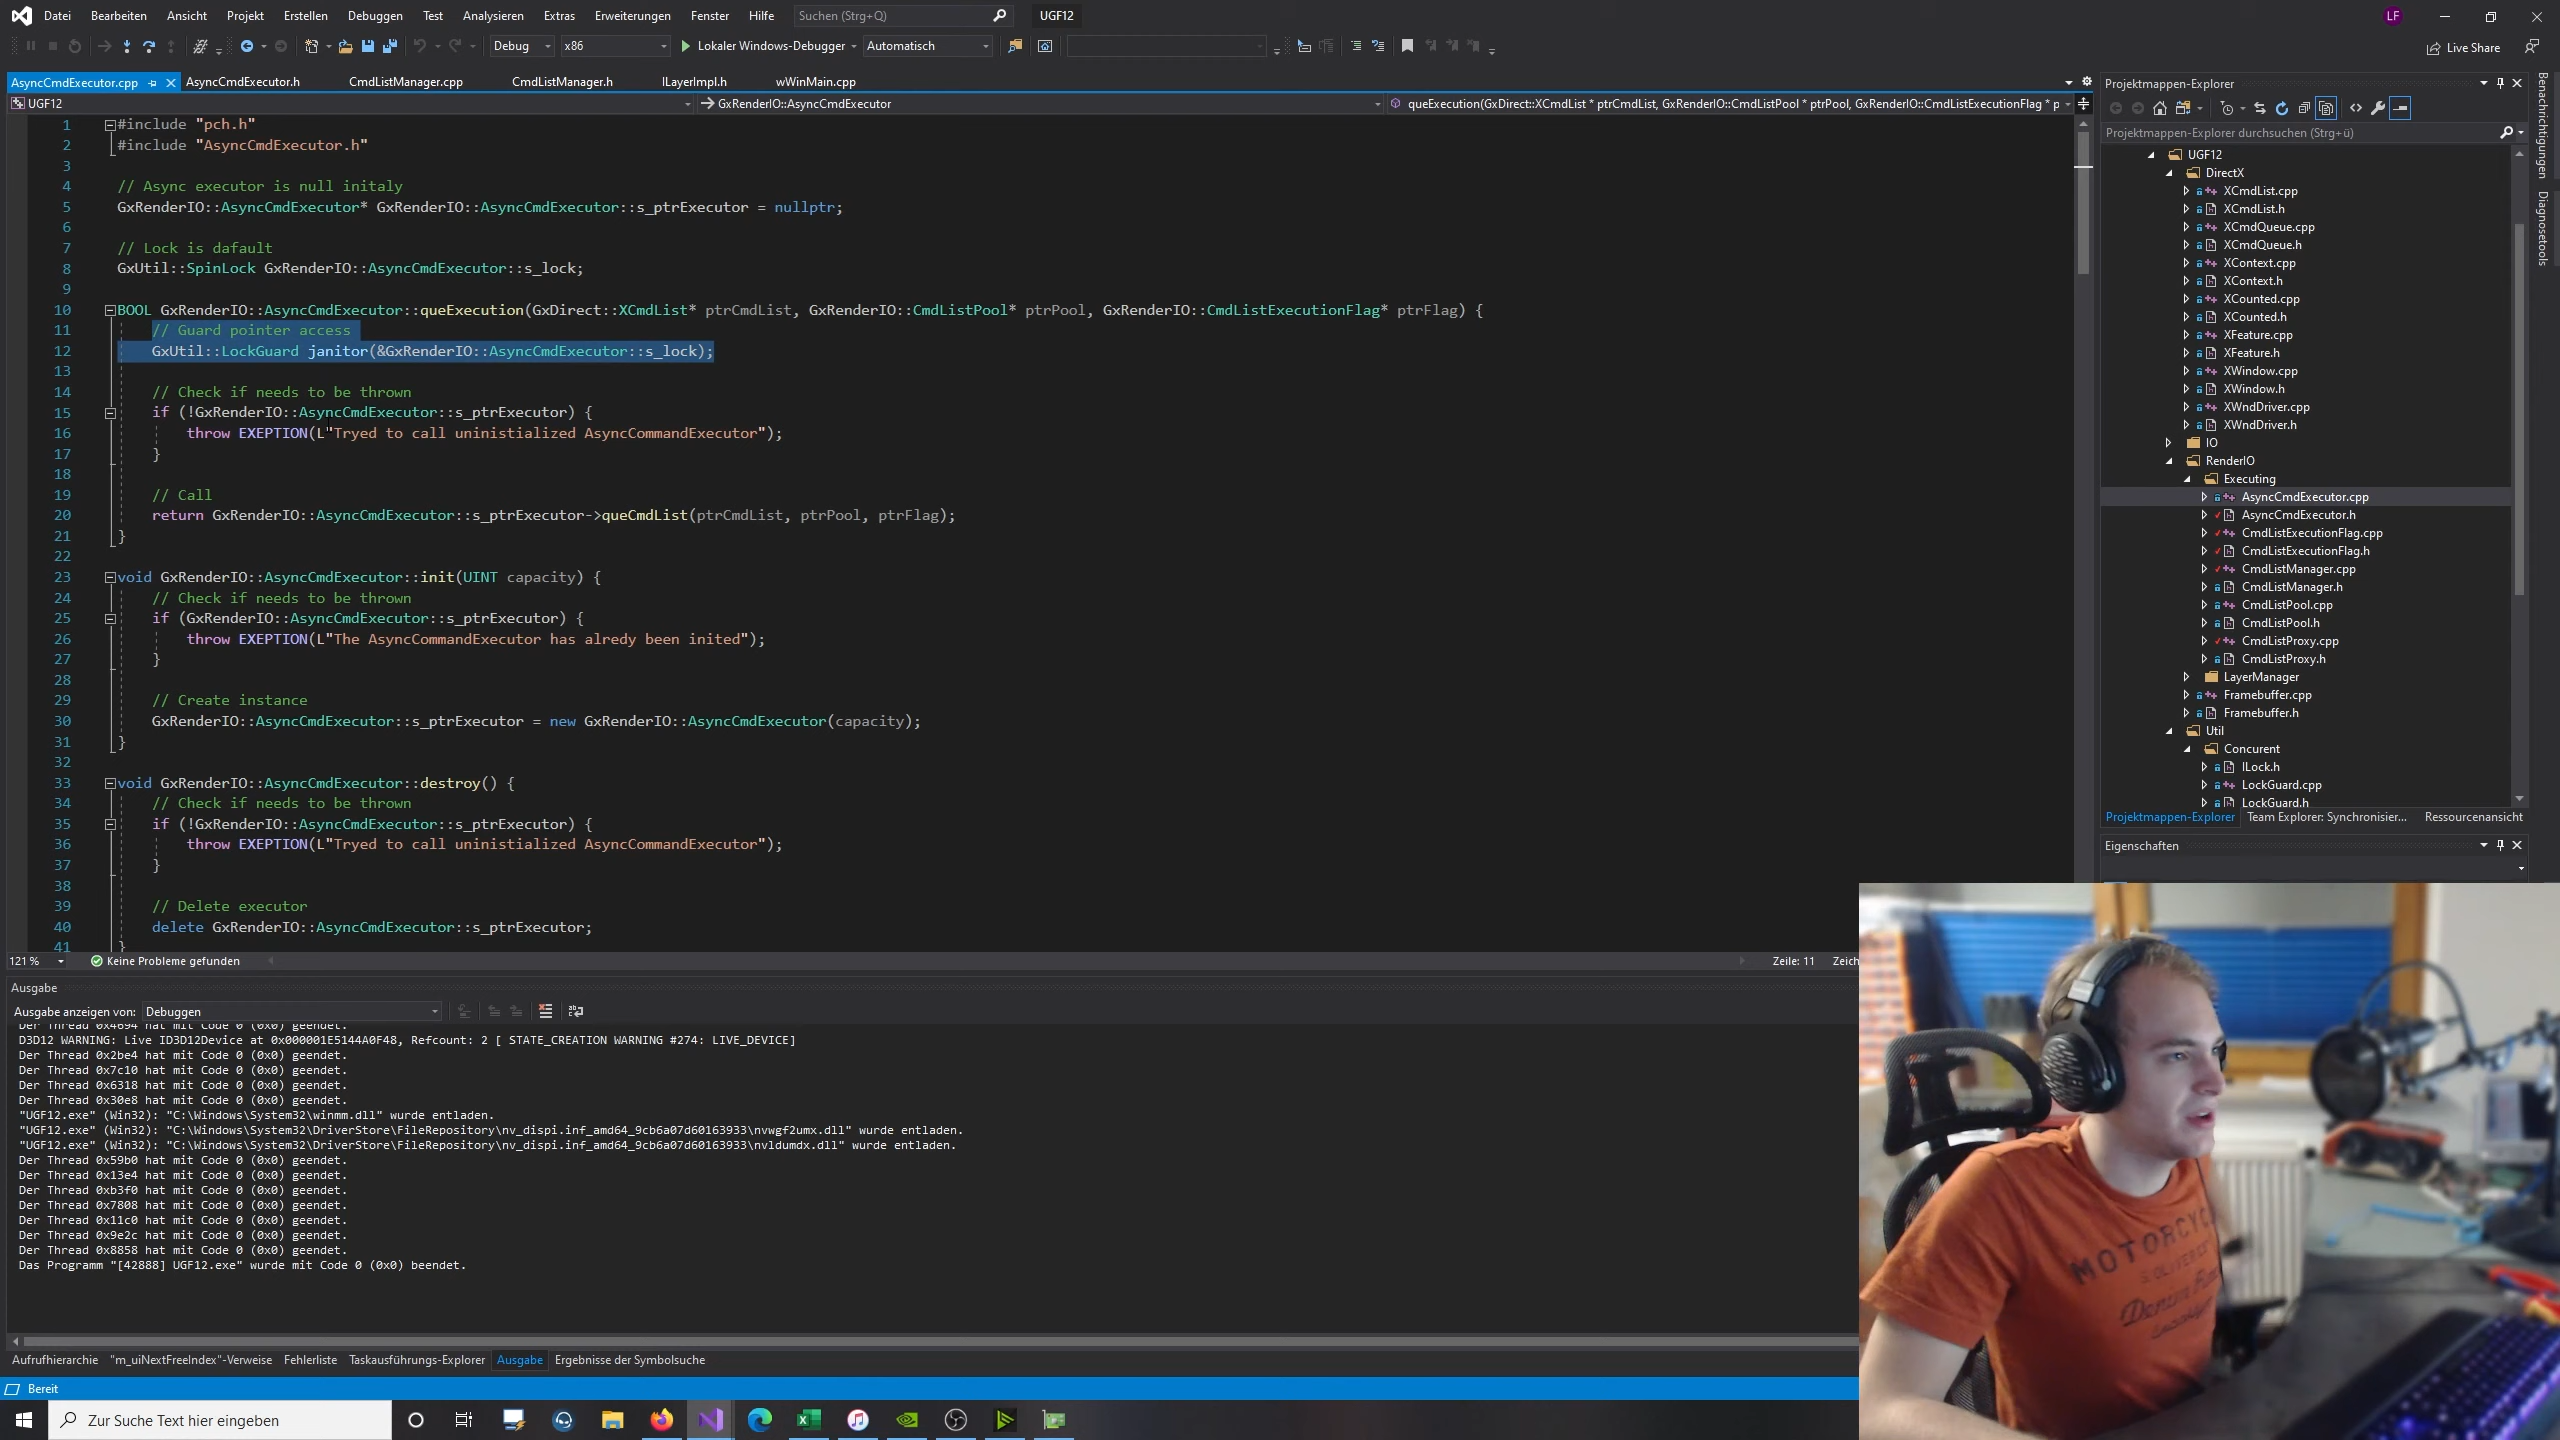 Datei Bearbeiten Ansicht Projekt Erstellen Debuggen Test Analysieren Extras Erweiterungen Fenster Hilfe Suchen (Strg+Q) UGF12 LF
Debug x86 Lokaler Windows-Debugger Automatisch Live Share
AsyncCmdExecutor.cpp AsyncCmdExecutor.h CmdListManager.cpp CmdListManager.h ILayerImpl.h wWinMain.cpp
UGF12 GxRenderIO::AsyncCmdExecutor queExecution(GxDirect::XCmdList * ptrCmdList, GxRenderIO::CmdListPool * ptrPool, GxRenderIO::CmdListExecutionFlag * p
1 #include "pch.h"
2 #include "AsyncCmdExecutor.h"
3
4 // Async executor is null initaly
5 GxRenderIO::AsyncCmdExecutor* GxRenderIO::AsyncCmdExecutor::s_ptrExecutor = nullptr;
6
7 // Lock is dafault
8 GxUtil::SpinLock GxRenderIO::AsyncCmdExecutor::s_lock;
9
10 BOOL GxRenderIO::AsyncCmdExecutor::queExecution(GxDirect::XCmdList* ptrCmdList, GxRenderIO::CmdListPool* ptrPool, GxRenderIO::CmdListExecutionFlag* ptrFlag) {
11 // Guard pointer access
12 GxUtil::LockGuard janitor(&GxRenderIO::AsyncCmdExecutor::s_lock);
13
14 // Check if needs to be thrown
15 if (!GxRenderIO::AsyncCmdExecutor::s_ptrExecutor) {
16 throw EXEPTION(L"Tryed to call uninistialized AsyncCommandExecutor");
17 }
18
19 // Call
20 return GxRenderIO::AsyncCmdExecutor::s_ptrExecutor->queCmdList(ptrCmdList, ptrPool, ptrFlag);
21 }
22
23 void GxRenderIO::AsyncCmdExecutor::init(UINT capacity) {
24 // Check if needs to be thrown
25 if (GxRenderIO::AsyncCmdExecutor::s_ptrExecutor) {
26 throw EXEPTION(L"The AsyncCommandExecutor has alredy been inited");
27 }
28
29 // Create instance
30 GxRenderIO::AsyncCmdExecutor::s_ptrExecutor = new GxRenderIO::AsyncCmdExecutor(capacity);
31 }
32
33 void GxRenderIO::AsyncCmdExecutor::destroy() {
34 // Check if needs to be thrown
35 if (!GxRenderIO::AsyncCmdExecutor::s_ptrExecutor) {
36 throw EXEPTION(L"Tryed to call uninistialized AsyncCommandExecutor");
37 }
38
39 // Delete executor
40 delete GxRenderIO::AsyncCmdExecutor::s_ptrExecutor;
41 }
121 % Keine Probleme gefunden Zeile: 11 Zeich
Ausgabe
Ausgabe anzeigen von: Debuggen
Der Thread 0x4694 hat mit Code 0 (0x0) geendet.
D3D12 WARNING: Live ID3D12Device at 0x000001E5144A0F48, Refcount: 2 [ STATE_CREATION WARNING #274: LIVE_DEVICE]
Der Thread 0x2be4 hat mit Code 0 (0x0) geendet.
Der Thread 0x7c10 hat mit Code 0 (0x0) geendet.
Der Thread 0x6318 hat mit Code 0 (0x0) geendet.
Der Thread 0x30e8 hat mit Code 0 (0x0) geendet.
"UGF12.exe" (Win32): "C:\Windows\System32\winmm.dll" wurde entladen.
"UGF12.exe" (Win32): "C:\Windows\System32\DriverStore\FileRepository\nv_dispi.inf_amd64_9cb6a07d60163933\nvwgf2umx.dll" wurde entladen.
"UGF12.exe" (Win32): "C:\Windows\System32\DriverStore\FileRepository\nv_dispi.inf_amd64_9cb6a07d60163933\nvldumdx.dll" wurde entladen.
Der Thread 0x59b0 hat mit Code 0 (0x0) geendet.
Der Thread 0x13e4 hat mit Code 0 (0x0) geendet.
Der Thread 0xb3f0 hat mit Code 0 (0x0) geendet.
Der Thread 0x7808 hat mit Code 0 (0x0) geendet.
Der Thread 0x11c0 hat mit Code 0 (0x0) geendet.
Der Thread 0x9e2c hat mit Code 0 (0x0) geendet.
Der Thread 0x8858 hat mit Code 0 (0x0) geendet.
Das Programm "[42888] UGF12.exe" wurde mit Code 0 (0x0) beendet.
Aufrufhierarchie "m_uiNextFreeIndex"-Verweise Fehlerliste Taskausführungs-Explorer Ausgabe Ergebnisse der Symbolsuche
Bereit
Zur Suche Text hier eingeben
Projektmappen-Explorer
Projektmappen-Explorer durchsuchen (Strg+ü)
UGF12
DirectX
XCmdList.cpp
XCmdList.h
XCmdQueue.cpp
XCmdQueue.h
XContext.cpp
XContext.h
XCounted.cpp
XCounted.h
XFeature.cpp
XFeature.h
XWindow.cpp
XWindow.h
XWndDriver.cpp
XWndDriver.h
IO
RenderIO
Executing
AsyncCmdExecutor.cpp
AsyncCmdExecutor.h
CmdListExecutionFlag.cpp
CmdListExecutionFlag.h
CmdListManager.cpp
CmdListManager.h
CmdListPool.cpp
CmdListPool.h
CmdListProxy.cpp
CmdListProxy.h
LayerManager
Framebuffer.cpp
Framebuffer.h
Util
Concurent
ILock.h
LockGuard.cpp
LockGuard.h
Projektmappen-Explorer Team Explorer: Synchronisier... Ressourcenansicht
Eigenschaften
Benachrichtigungen
Diagnosetools
MOTORCYC